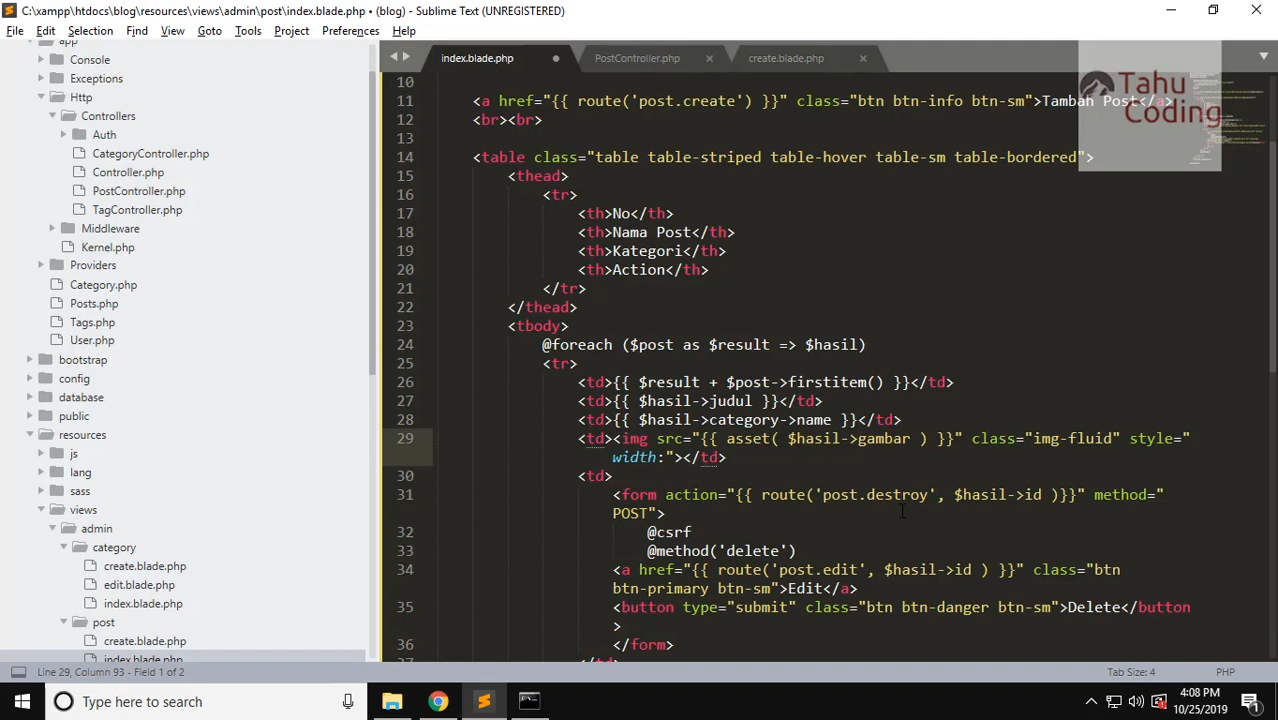 C:\xampp\htdocs\blog\resources\views\admin\post\index.blade.php • (blog) - Sublime Text (UNREGISTERED)
File Edit Selection Find View Goto Tools Project Preferences Help
app
Console
Exceptions
Http
Controllers
Auth
CategoryController.php
Controller.php
PostController.php
TagController.php
Middleware
Kernel.php
Providers
Category.php
Posts.php
Tags.php
User.php
bootstrap
config
database
public
resources
js
lang
sass
views
admin
category
create.blade.php
edit.blade.php
index.blade.php
post
create.blade.php
index.blade.php
index.blade.php PostController.php create.blade.php
Tahu
Coding
10
11 <a href="{{ route('post.create') }}" class="btn btn-info btn-sm">Tambah Post</a>
12 <br><br>
13
14 <table class="table table-striped table-hover table-sm table-bordered">
15 <thead>
16 <tr>
17 <th>No</th>
18 <th>Nama Post</th>
19 <th>Kategori</th>
20 <th>Action</th>
21 </tr>
22 </thead>
23 <tbody>
24 @foreach ($post as $result => $hasil)
25 <tr>
26 <td>{{ $result + $post->firstitem() }}</td>
27 <td>{{ $hasil->judul }}</td>
28 <td>{{ $hasil->category->name }}</td>
29 <td><img src="{{ asset( $hasil->gambar ) }}" class="img-fluid" style="
width:"></td>
30 <td>
31 <form action="{{ route('post.destroy', $hasil->id )}}" method="
POST">
32 @csrf
33 @method('delete')
34 <a href="{{ route('post.edit', $hasil->id ) }}" class="btn
btn-primary btn-sm">Edit</a>
35 <button type="submit" class="btn btn-danger btn-sm">Delete</button
>
36 </form>
37 </td>
Line 29, Column 93 - Field 1 of 2 Tab Size: 4 PHP
Type here to search
4:08 PM
10/25/2019
1